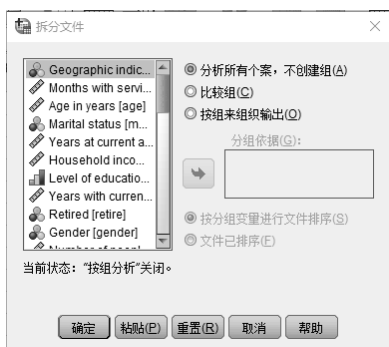 拆分文件
Geographic indic...
Months with servi...
Age in years [age]
Marital status [m...
Years at current a...
Household inco...
Level of educatio...
Years with curren...
Retired [retire]
Gender [gender]
分析所有个案，不创建组(A)
比较组(C)
按组来组织输出(O)
分组依据(G):
按分组变量进行文件排序(S)
文件已排序(F)
当前状态："按组分析"关闭。
确定
粘贴(P)
重置(R)
取消
帮助